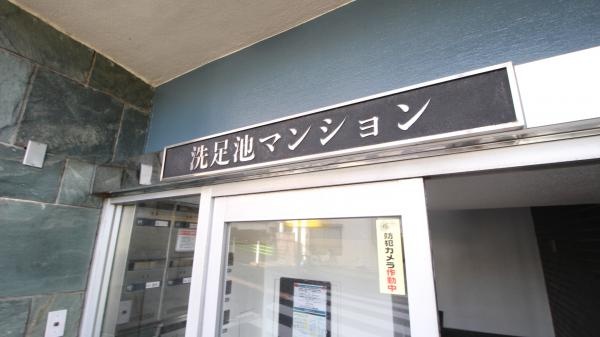 洗足池マンション
防犯カメラ作動中